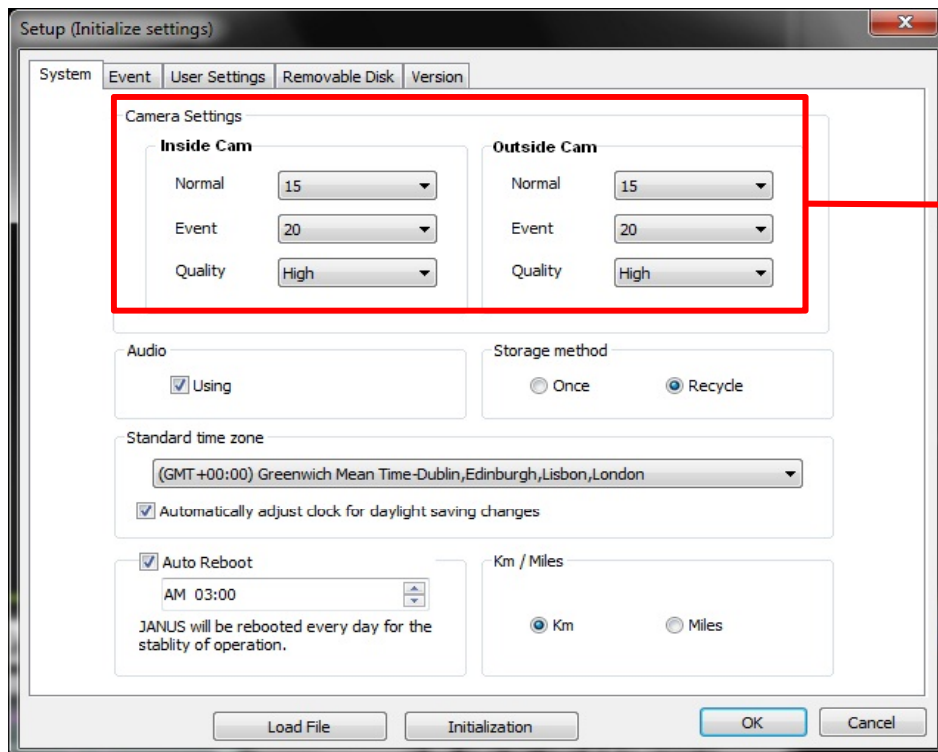 Setup (Initialize settings)
System Event User Settings Removable Disk Version
Camera Settings
Inside Cam Outside Cam
Normal 15 Normal 15
Event 20 Event 20
Quality High Quality High
Audio Storage method
Using Once Recycle
Standard time zone
(GMT+00:00) Greenwich Mean Time-Dublin,Edinburgh,Lisbon,London
Automatically adjust clock for daylight saving changes
Auto Reboot Km / Miles
AM 03:00
JANUS will be rebooted every day for the Km Miles
stablity of operation.
Load File Initialization OK Cancel